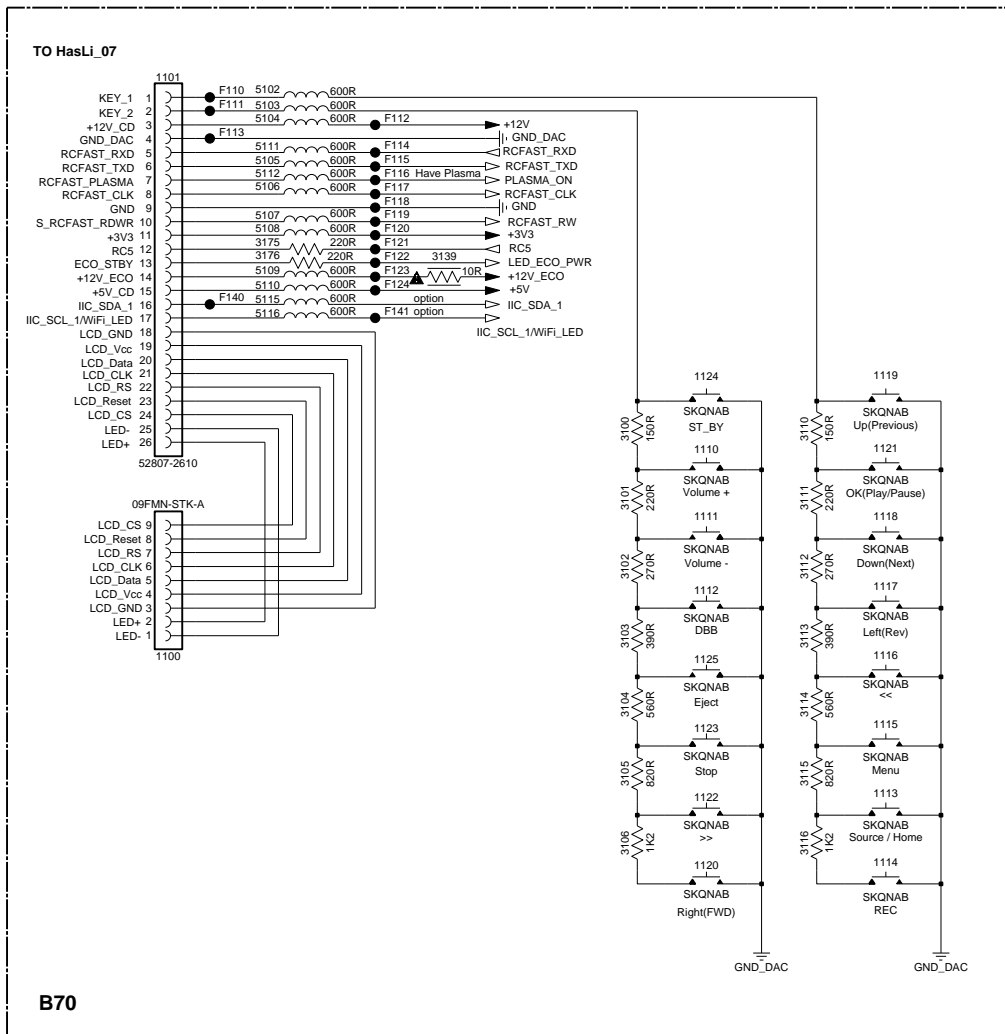 TO HasLi_07
1101
KEY_1 1 F110 5102 600R
KEY_2 2 F111 5103 600R
+12V_CD 3 5104 600R F112 +12V
GND_DAC 4 F113 GND_DAC
RCFAST_RXD 5 5111 600R F114 RCFAST_RXD
RCFAST_TXD 6 5105 600R F115 RCFAST_TXD
RCFAST_PLASMA 7 5112 600R F116 Have Plasma PLASMA_ON
RCFAST_CLK 8 5106 600R F117 RCFAST_CLK
GND 9 F118 GND
S_RCFAST_RDWR 10 5107 600R F119 RCFAST_RW
+3V3 11 5108 600R F120 +3V3
RC5 12 3175 220R F121 RC5
ECO_STBY 13 3176 220R F122 3139 LED_ECO_PWR
+12V_ECO 14 5109 600R F123 10R +12V_ECO
+5V_CD 15 5110 600R F124 +5V
IIC_SDA_1 16 F140 5115 600R option IIC_SDA_1
IIC_SCL_1/WiFi_LED 17 5116 600R F141 option
IIC_SCL_1/WiFi_LED
LCD_GND 18
LCD_Vcc 19
LCD_Data 20
LCD_CLK 21
LCD_RS 22
LCD_Reset 23
LCD_CS 24
LED- 25
LED+ 26
52807-2610
09FMN-STK-A
LCD_CS 9
LCD_Reset 8
LCD_RS 7
LCD_CLK 6
LCD_Data 5
LCD_Vcc 4
LCD_GND 3
LED+ 2
LED- 1
1100
1124
SKQNAB
ST_BY
3100
150R
1110
SKQNAB
Volume +
3101
220R
1111
SKQNAB
Volume -
3102
270R
1112
SKQNAB
DBB
3103
390R
1125
SKQNAB
Eject
3104
560R
1123
SKQNAB
Stop
3105
820R
1122
SKQNAB
>>
3106
1K2
1120
SKQNAB
Right(FWD)
GND_DAC
1119
SKQNAB
Up(Previous)
3110
150R
1121
SKQNAB
OK(Play/Pause)
3111
220R
1118
SKQNAB
Down(Next)
3112
270R
1117
SKQNAB
Left(Rev)
3113
390R
1116
SKQNAB
<<
3114
560R
1115
SKQNAB
Menu
3115
820R
1113
SKQNAB
Source / Home
3116
1K2
1114
SKQNAB
REC
GND_DAC
B70